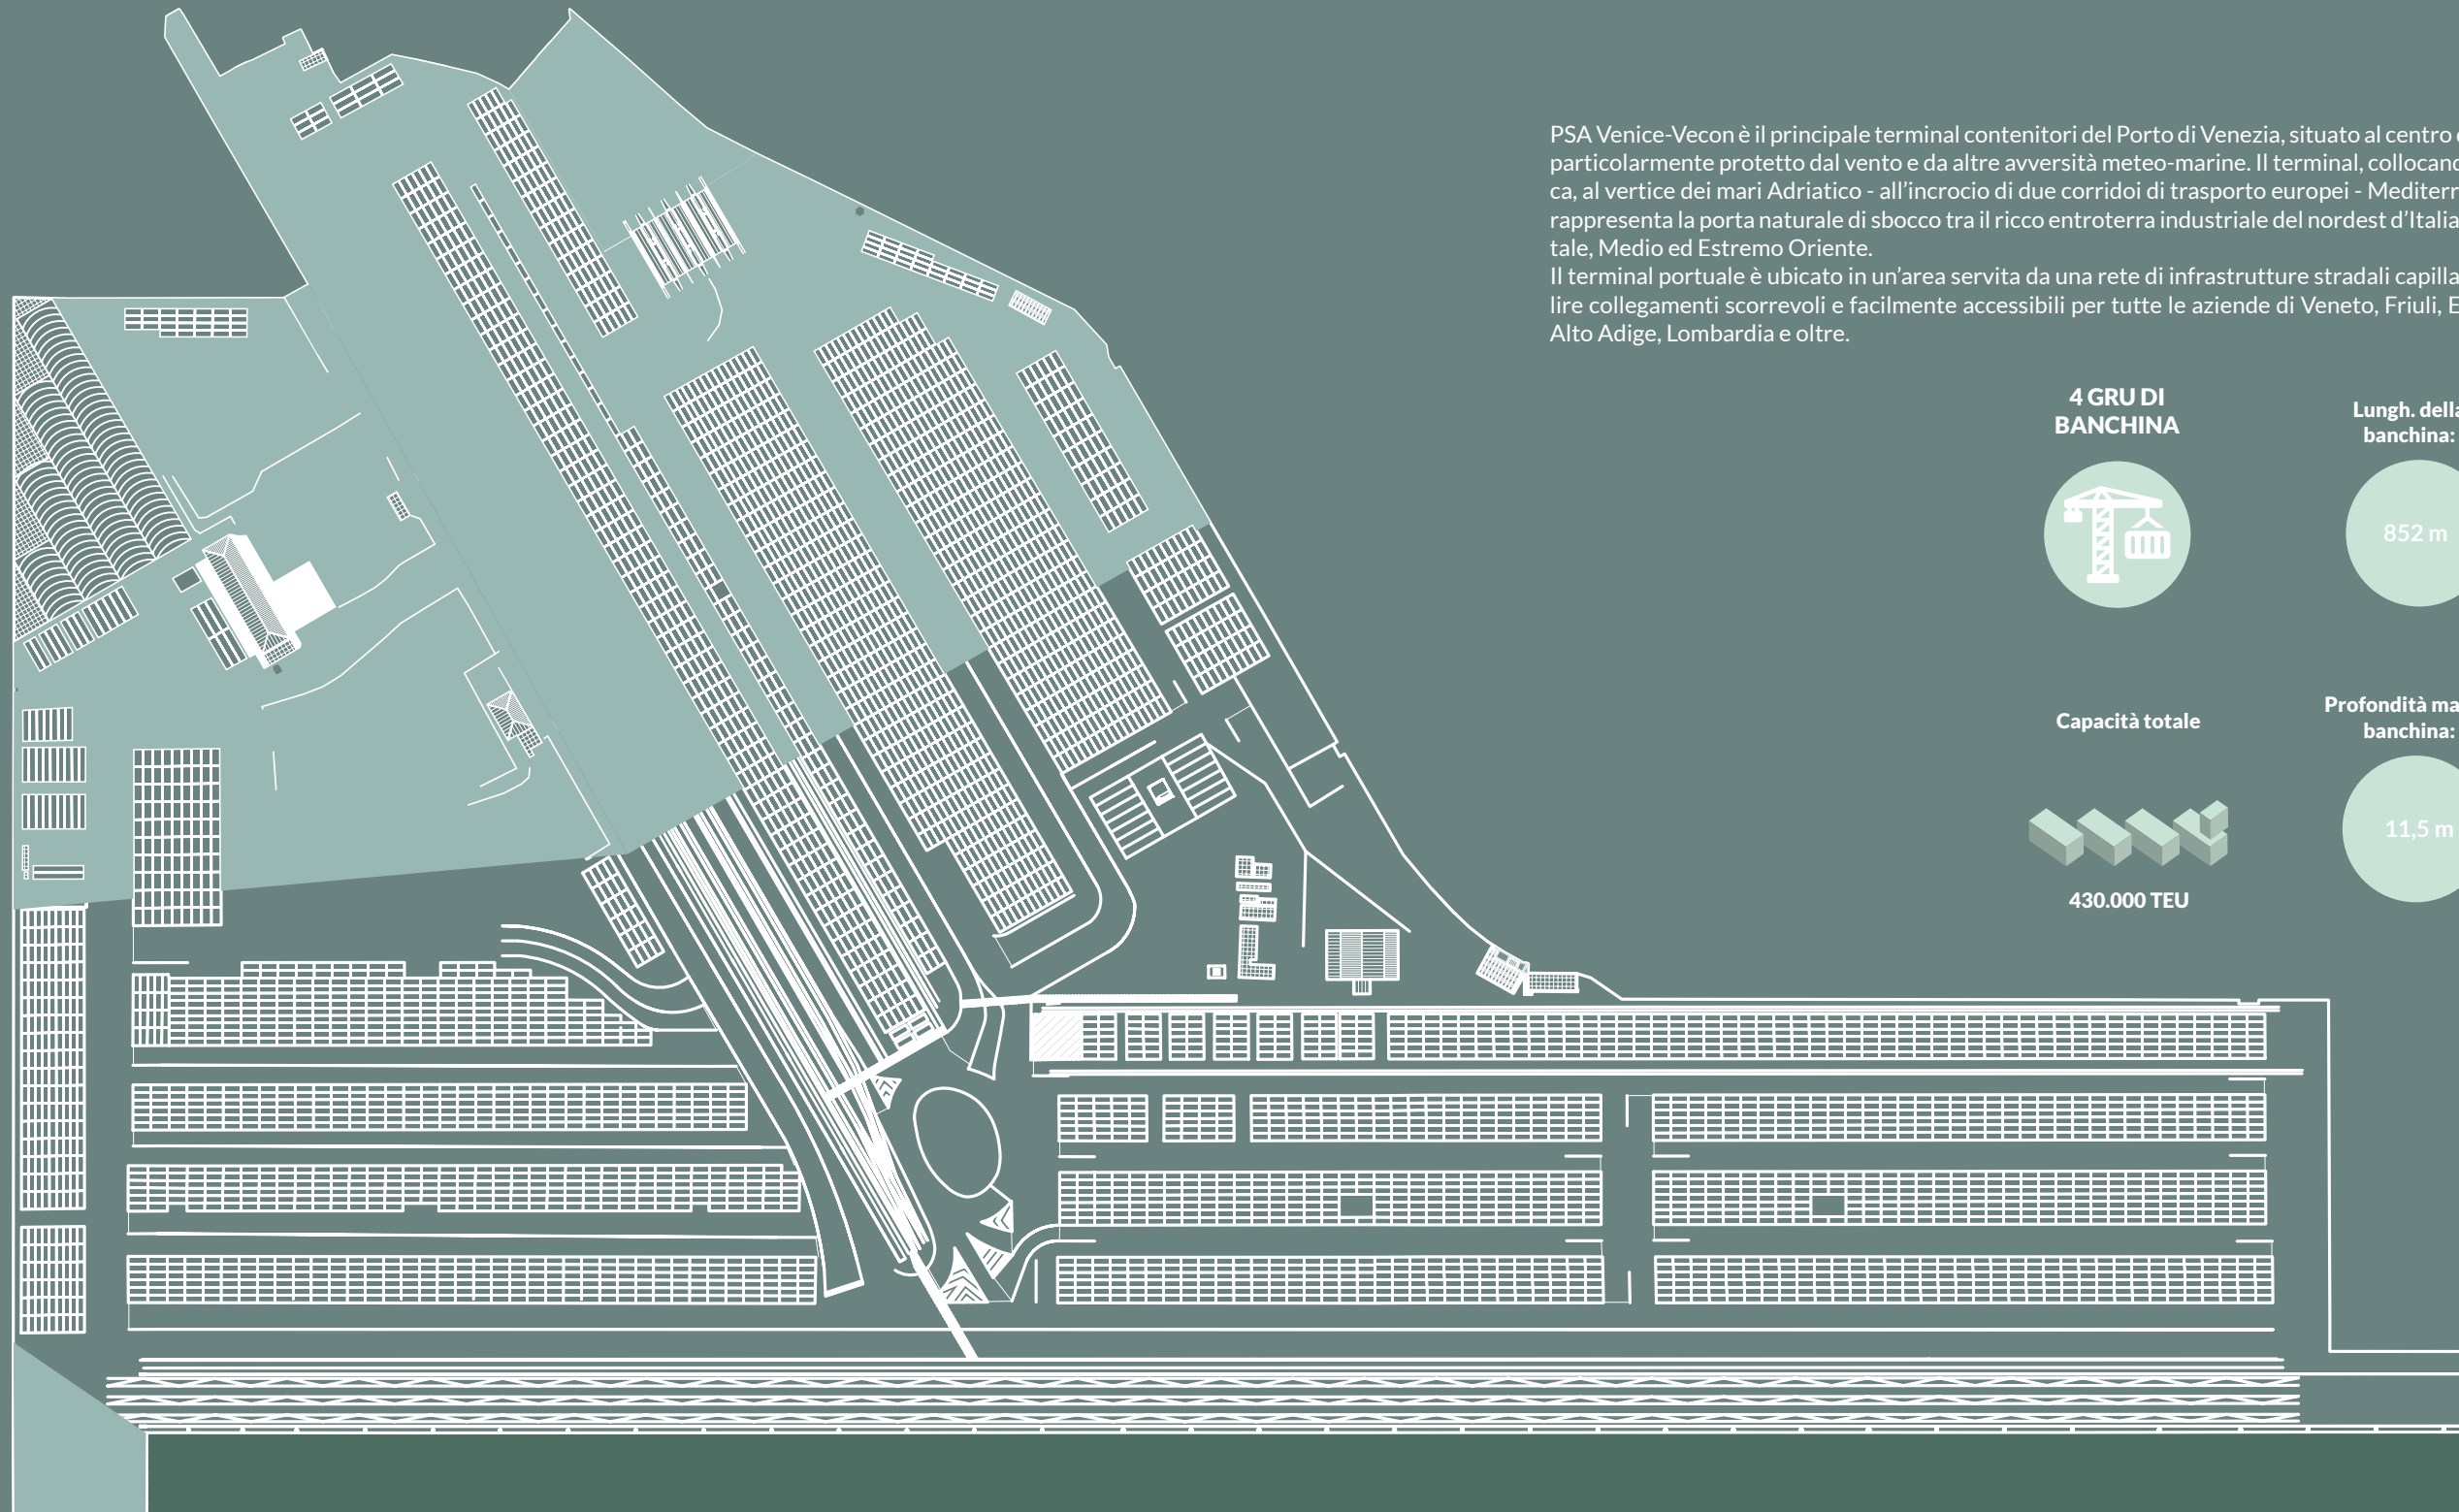 PSA Venice-Vecon è il principale terminal contenitori del Porto di Venezia, situato al centro
particolarmente protetto dal vento e da altre avversità meteo-marine. Il terminal,
ca, al vertice dei mari Adriatico - all’incrocio di due corridoi di trasporto europei -
rappresenta la porta naturale di sbocco tra il ricco entroterra industriale del nordest d’Italia
tale, Medio ed Estremo Oriente.
Il terminal portuale è ubicato in un’area servita da una rete di infrastrutture stradali
lire collegamenti scorrevoli e facilmente accessibili per tutte le aziende di Veneto, Friuli,
Alto Adige, Lombardia e oltre.
4 GRU DI
BANCHINA
Lungh.
banchina:
852 m
Capacità totale
430.000 TEU
Profondità
banchina:
11,5 m